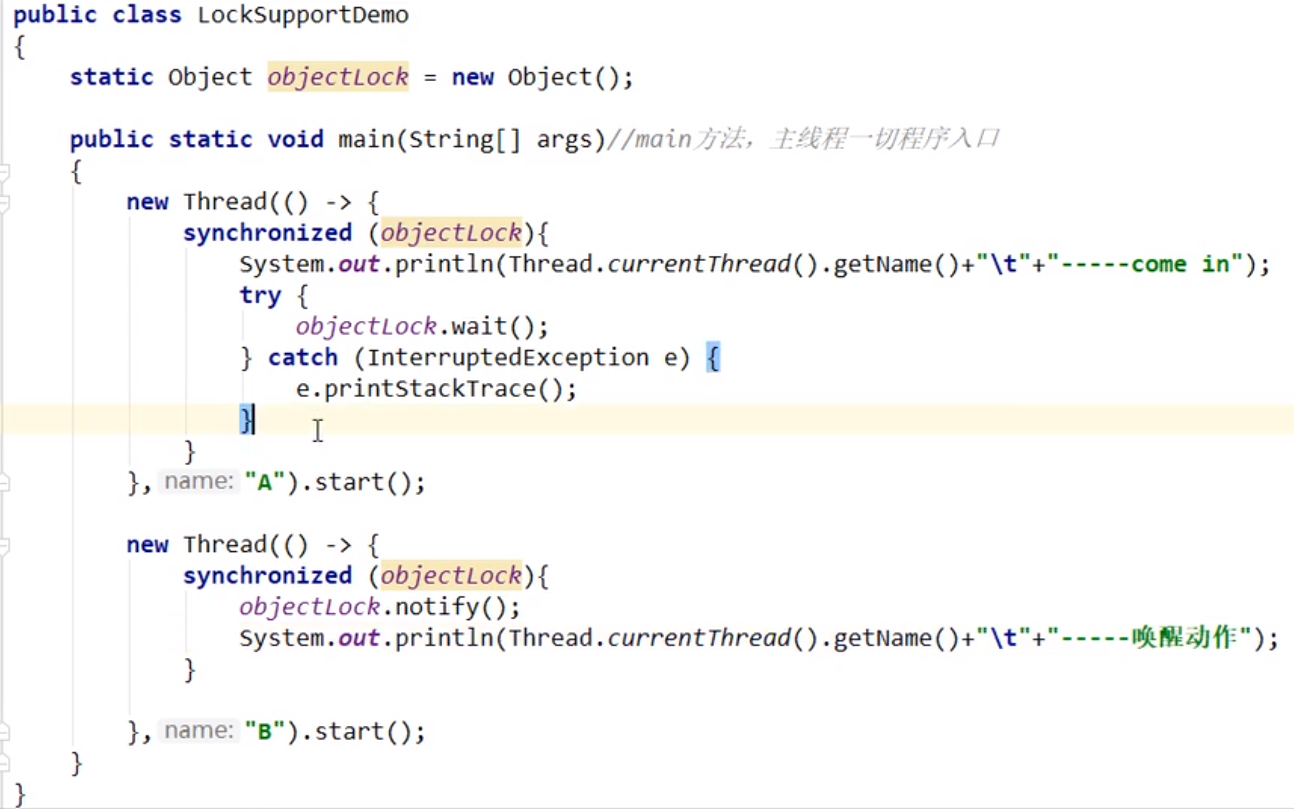 public class LockSupportDemo
{
    static Object objectLock = new Object();

    public static void main(String[] args)//main方法，主线程一切程序入口
    {
        new Thread(() -> {
            synchronized (objectLock){
                System.out.println(Thread.currentThread().getName()+"\t"+"-----come in");
                try {
                    objectLock.wait();
                } catch (InterruptedException e) {
                    e.printStackTrace();
                }
            }
        }, name: "A").start();

        new Thread(() -> {
            synchronized (objectLock){
                objectLock.notify();
                System.out.println(Thread.currentThread().getName()+"\t"+"-----唤醒动作");
            }

        }, name: "B").start();
    }
}